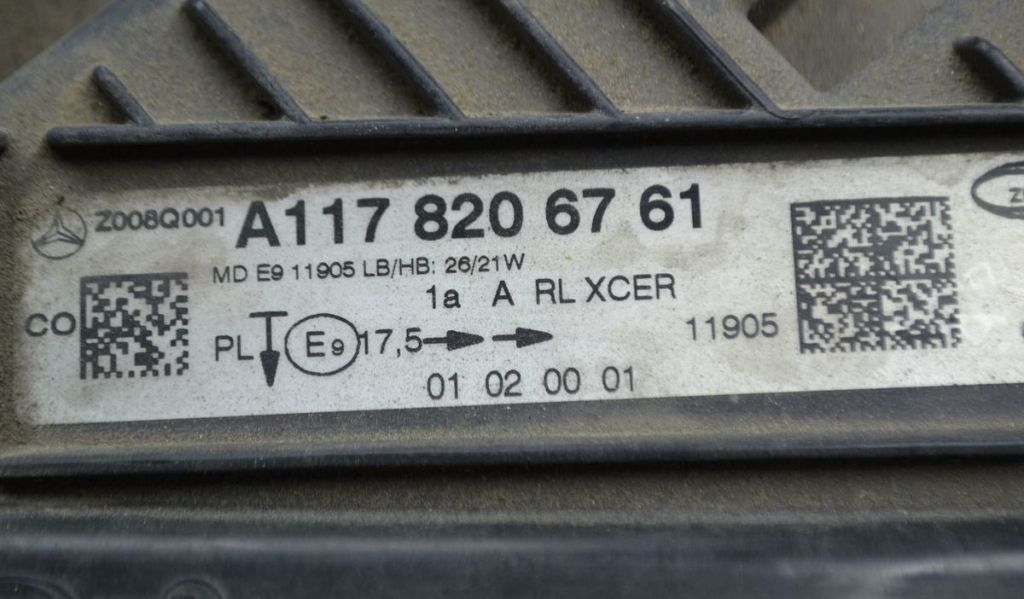 Z008Q001 A117 820 67 61
MD E9 11905 LB/HB: 26/21W
1a A RL XCER
CO
PL E9 17,5 11905
01 02 00 01